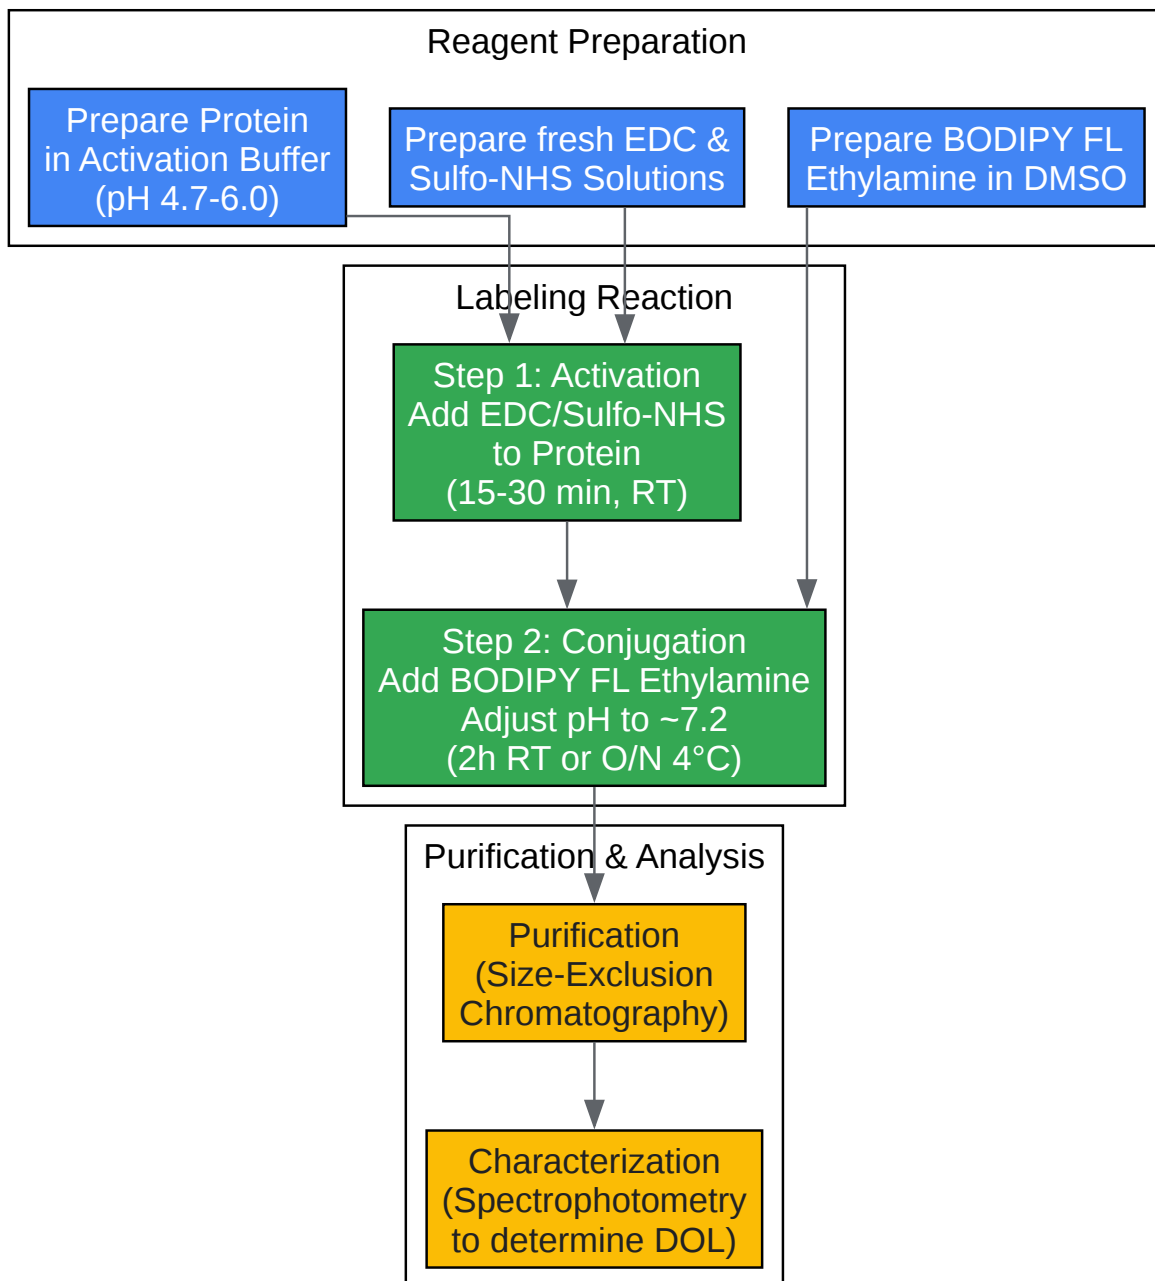 Reagent Preparation
Prepare Protein
in Activation Buffer
(pH 4.7-6.0)
Prepare fresh EDC &
Sulfo-NHS Solutions
Prepare BODIPY FL
Ethylamine in DMSO
Labeling Reaction
Step 1: Activation
Add EDC/Sulfo-NHS
to Protein
(15-30 min, RT)
Step 2: Conjugation
Add BODIPY FL Ethylamine
Adjust pH to ~7.2
(2h RT or O/N 4°C)
Purification & Analysis
Purification
(Size-Exclusion
Chromatography)
Characterization
(Spectrophotometry
to determine DOL)